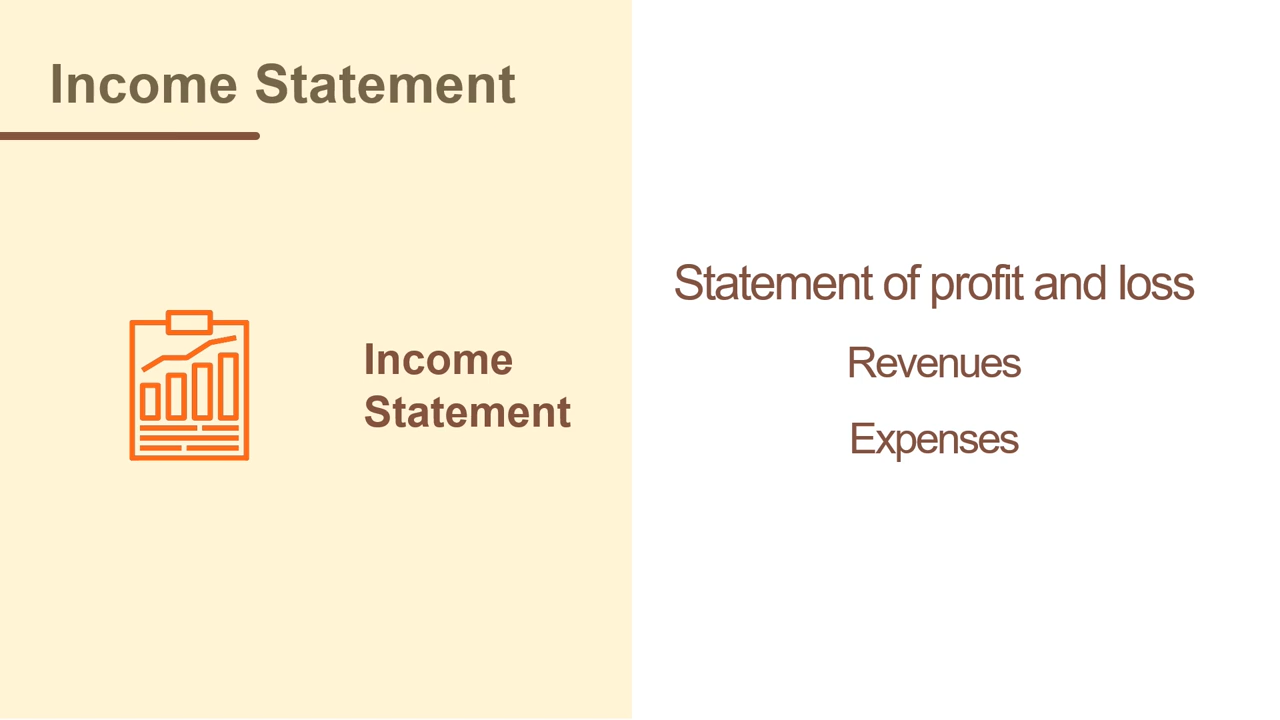 Income Statement
Income
Statement
Statement of profit and loss
Revenues
Expenses